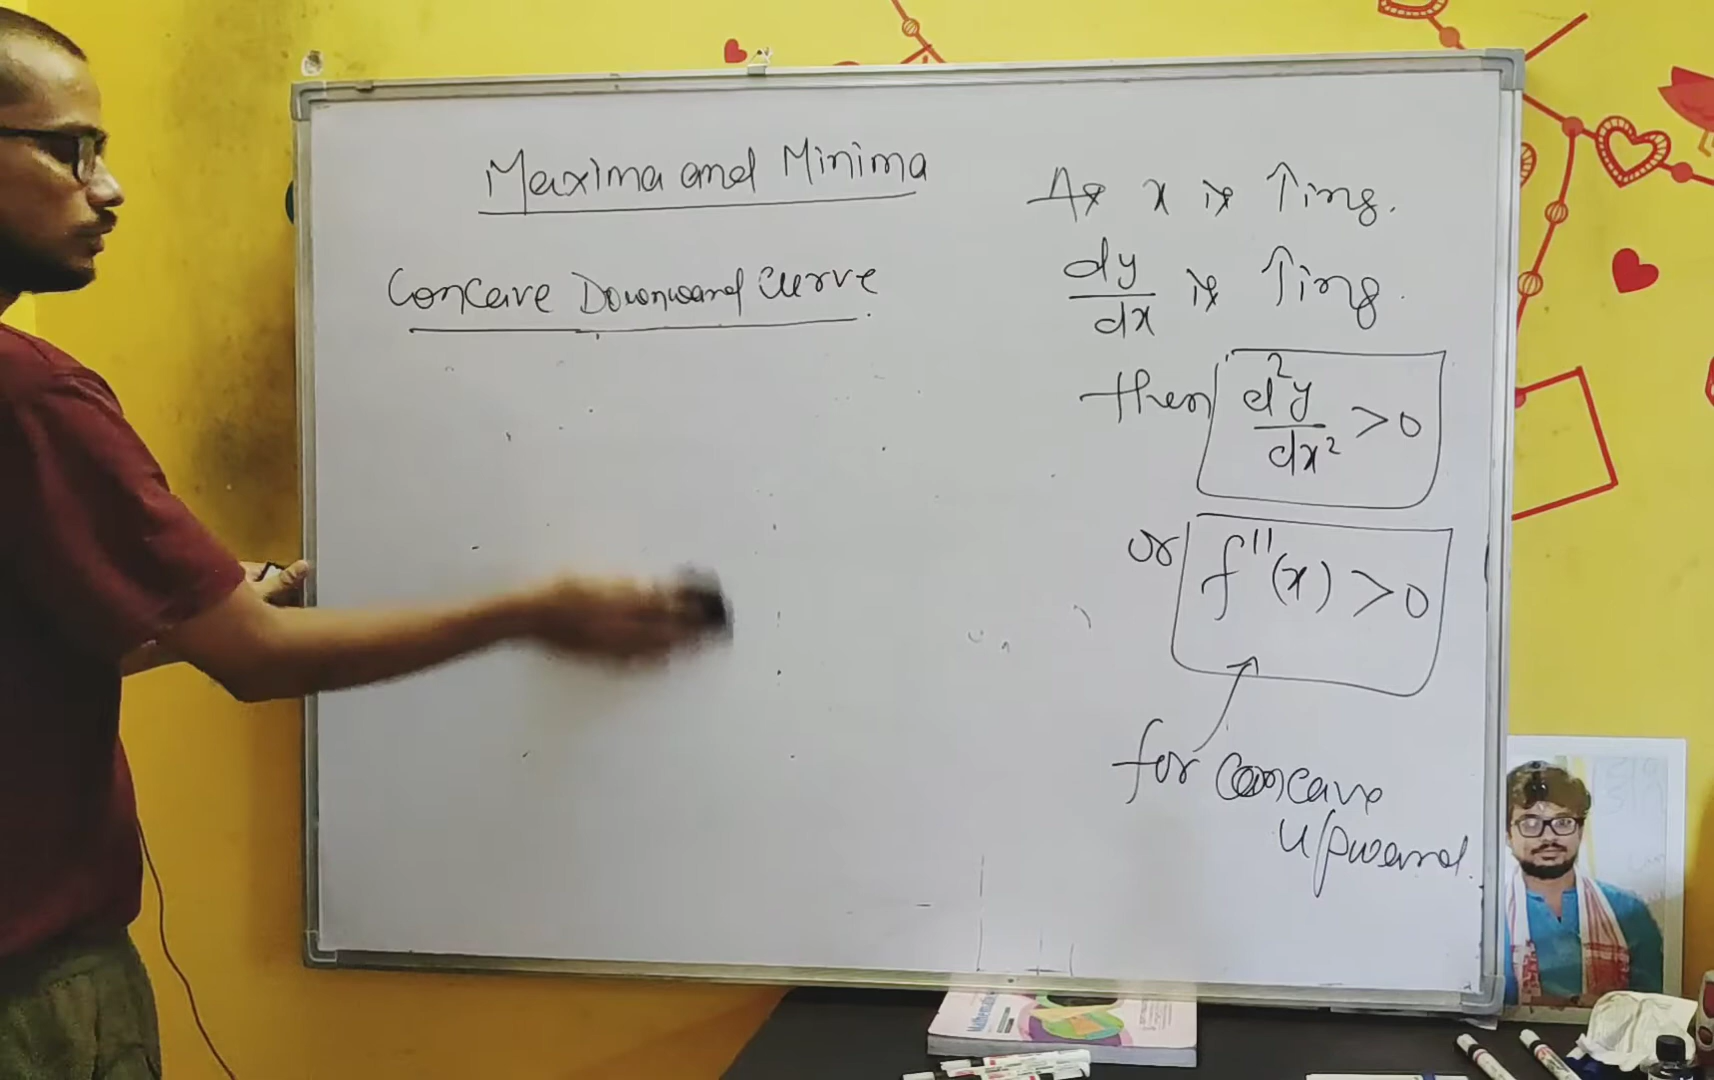 Maxima and Minima
Concave Downward Curve.
As x is ↑ing.
dy/dx is ↑ing.
then d²y/dx² > 0
or f''(x) > 0
for concave
upward.
Mathematics